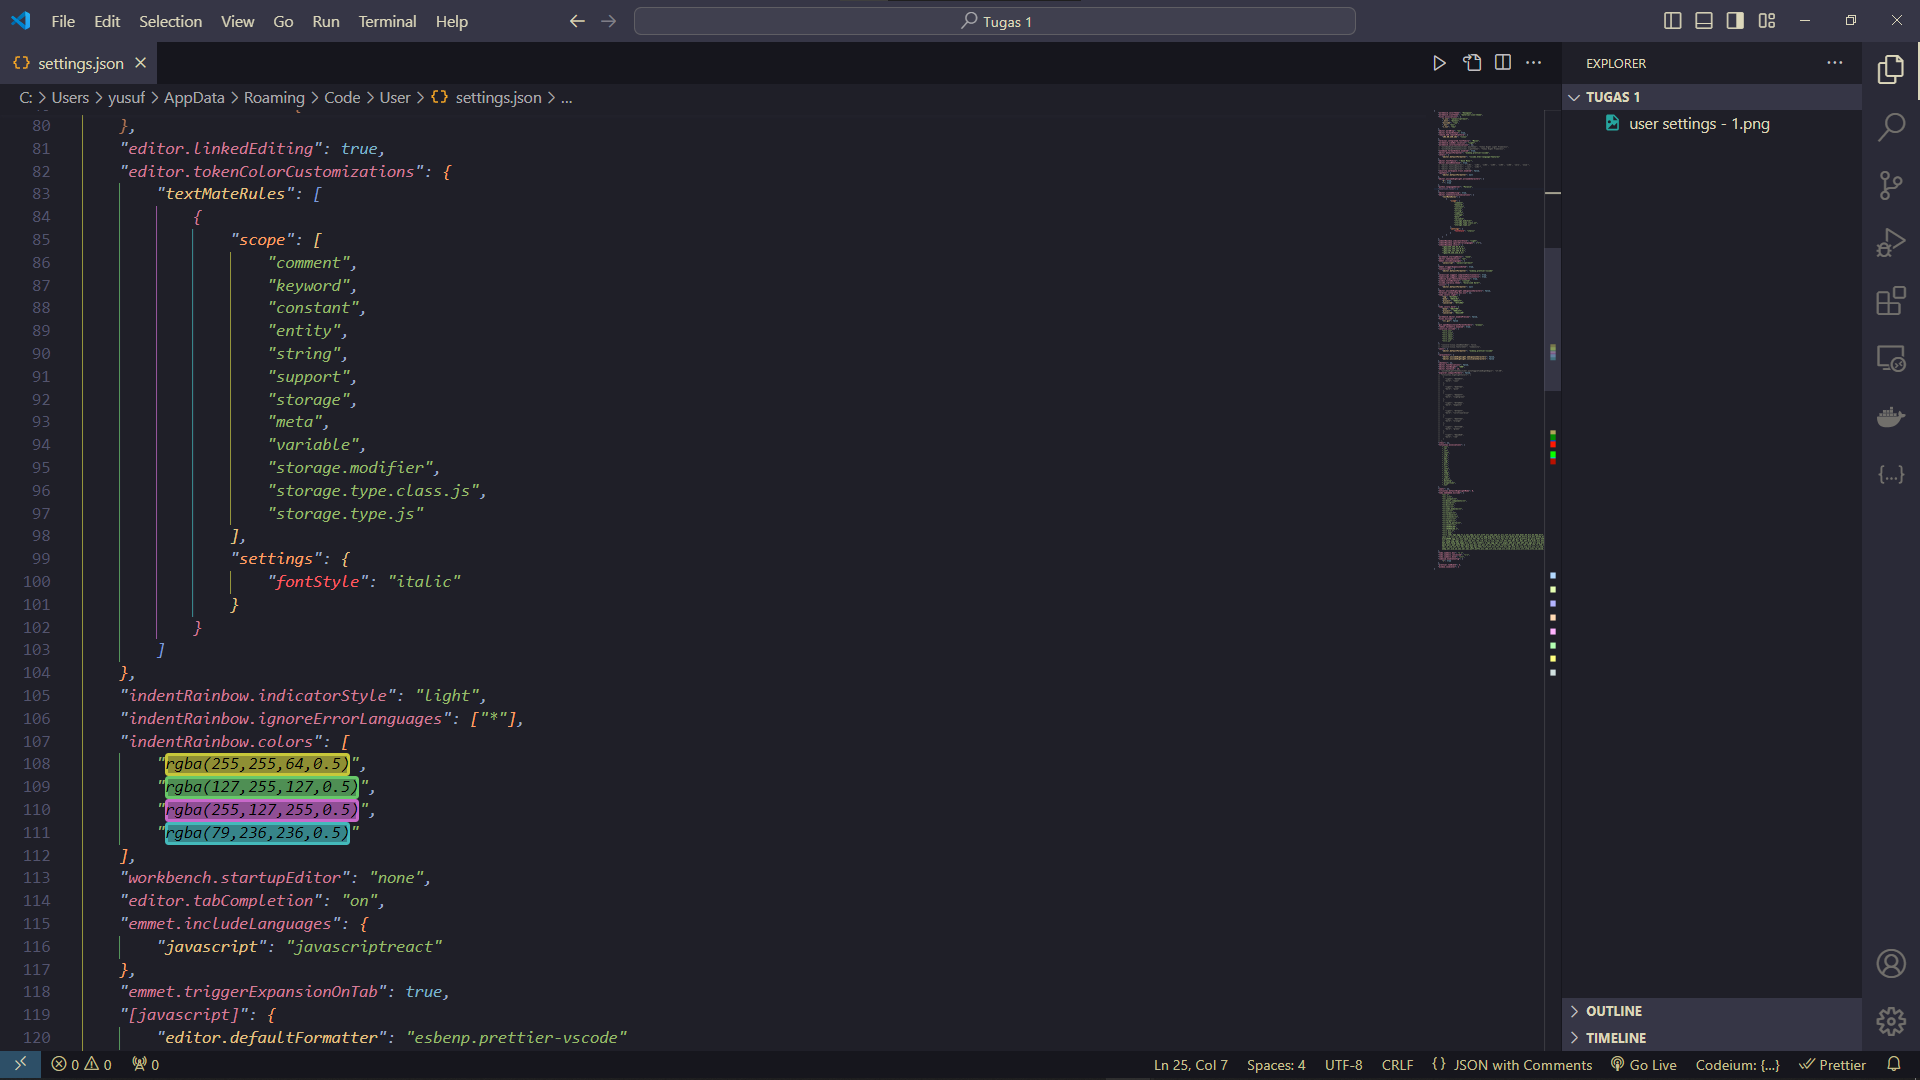 File Edit Selection View Go Run Terminal Help
Tugas 1
settings.json
EXPLORER
C: > Users > yusuf > AppData > Roaming > Code > User > {} settings.json > ...
TUGAS 1
user settings - 1.png
80 },
81 "editor.linkedEditing": true,
82 "editor.tokenColorCustomizations": {
83 "textMateRules": [
84 {
85 "scope": [
86 "comment",
87 "keyword",
88 "constant",
89 "entity",
90 "string",
91 "support",
92 "storage",
93 "meta",
94 "variable",
95 "storage.modifier",
96 "storage.type.class.js",
97 "storage.type.js"
98 ],
99 "settings": {
100 "fontStyle": "italic"
101 }
102 }
103 ]
104 },
105 "indentRainbow.indicatorStyle": "light",
106 "indentRainbow.ignoreErrorLanguages": ["*"],
107 "indentRainbow.colors": [
108 "rgba(255,255,64,0.5)",
109 "rgba(127,255,127,0.5)",
110 "rgba(255,127,255,0.5)",
111 "rgba(79,236,236,0.5)"
112 ],
113 "workbench.startupEditor": "none",
114 "editor.tabCompletion": "on",
115 "emmet.includeLanguages": {
116 "javascript": "javascriptreact"
117 },
118 "emmet.triggerExpansionOnTab": true,
119 "[javascript]": {
120 "editor.defaultFormatter": "esbenp.prettier-vscode"
OUTLINE
TIMELINE
0 0 0 Ln 25, Col 7 Spaces: 4 UTF-8 CRLF {} JSON with Comments Go Live Codeium: {...} Prettier